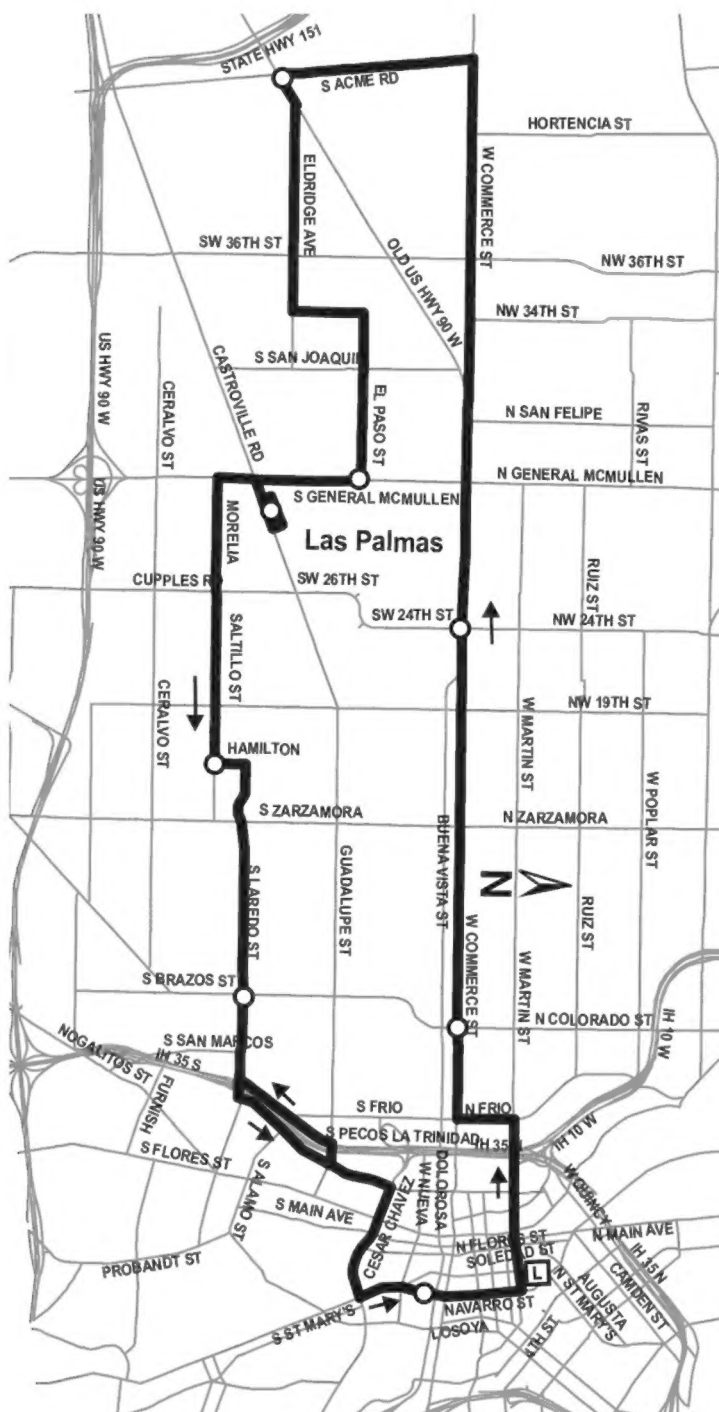 STATE HWY 151
S ACME RD
HORTENCIA ST
W COMMERCE ST
ELDRIDGE AVE
SW 36TH ST
OLD US HWY 90 W
NW 36TH ST
NW 34TH ST
US HWY 90 W
CERALVO ST
CASTROVILLE RD
S SAN JOAQUIN
EL PASO ST
N SAN FELIPE
RIVAS ST
N GENERAL MCMULLEN
S GENERAL MCMULLEN
US HWY 90 W
MORELIA
Las Palmas
CUPPLES RD
SW 26TH ST
RUIZ ST
SW 24TH ST
NW 24TH ST
SALTILLO ST
CERALVO ST
NW 19TH ST
W MARTIN ST
HAMILTON
W POPLAR ST
S ZARZAMORA
N ZARZAMORA
BUENA VISTA ST
GUADALUPE ST
S LAREDO ST
N
RUIZ ST
W COMMERCE ST
W MARTIN ST
S BRAZOS ST
N COLORADO ST
IH 10 W
S SAN MARCOS
NOGALITOS ST
IH 35 S
FURNISH
S FRIO
N FRIO
S PECOS LA TRINIDAD
IH 35 N
IH 10 W
S FLORES ST
S ALAMO ST
S MAIN AVE
CESAR CHAVEZ
W NUEVA
DOLOROSA
W QUINCY
N FLORES ST
N MAIN AVE
SOLEDAD ST
IH 35 N
PROBANDT ST
L
N ST MARY'S
AUGUSTA
CAMDEN ST
S ST MARY'S
NAVARRO ST
LOSOYA
4TH ST